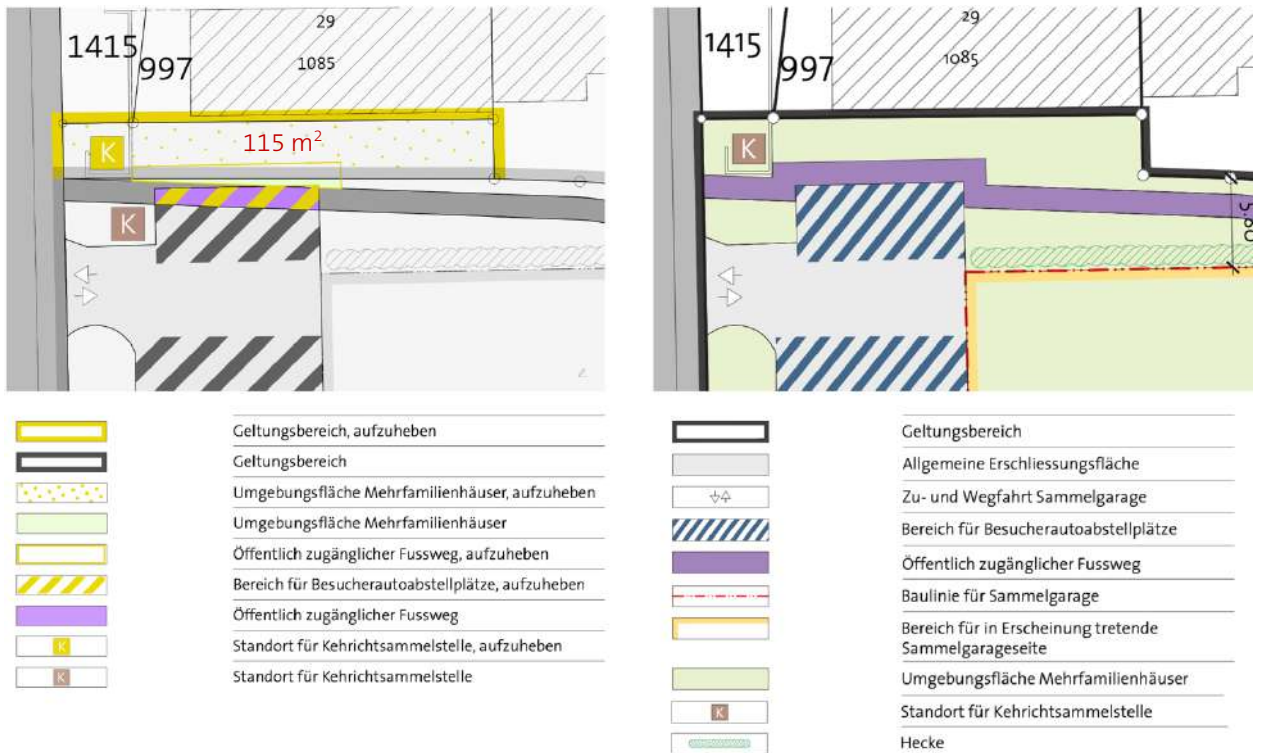 29
1415
997
1085
115 m²
K
K
Geltungsbereich, aufzuheben
Geltungsbereich
Umgebungsfläche Mehrfamilienhäuser, aufzuheben
Umgebungsfläche Mehrfamilienhäuser
Öffentlich zugänglicher Fussweg, aufzuheben
Bereich für Besucherautoabstellplätze, aufzuheben
Öffentlich zugänglicher Fussweg
K
Standort für Kehrichtsammelstelle, aufzuheben
K
Standort für Kehrichtsammelstelle
29
1415
997
1085
K
5.80
Geltungsbereich
Allgemeine Erschliessungsfläche
Zu- und Wegfahrt Sammelgarage
Bereich für Besucherautoabstellplätze
Öffentlich zugänglicher Fussweg
Baulinie für Sammelgarage
Bereich für in Erscheinung tretende
Sammelgarageseite
Umgebungsfläche Mehrfamilienhäuser
K
Standort für Kehrichtsammelstelle
Hecke